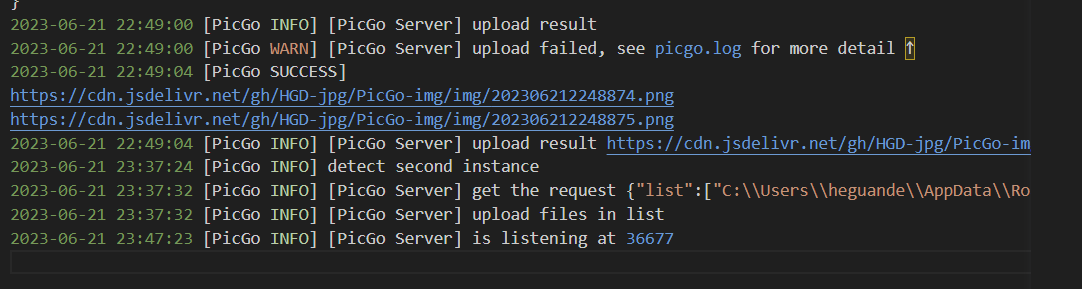 }
2023-06-21 22:49:00 [PicGo INFO] [PicGo Server] upload result
2023-06-21 22:49:00 [PicGo WARN] [PicGo Server] upload failed, see picgo.log for more detail ↑
2023-06-21 22:49:04 [PicGo SUCCESS]
https://cdn.jsdelivr.net/gh/HGD-jpg/PicGo-img/img/202306212248874.png
https://cdn.jsdelivr.net/gh/HGD-jpg/PicGo-img/img/202306212248875.png
2023-06-21 22:49:04 [PicGo INFO] [PicGo Server] upload result https://cdn.jsdelivr.net/gh/HGD-jpg/PicGo-im
2023-06-21 23:37:24 [PicGo INFO] detect second instance
2023-06-21 23:37:32 [PicGo INFO] [PicGo Server] get the request {"list":["C:\\Users\\heguande\\AppData\\Ro
2023-06-21 23:37:32 [PicGo INFO] [PicGo Server] upload files in list
2023-06-21 23:47:23 [PicGo INFO] [PicGo Server] is listening at 36677